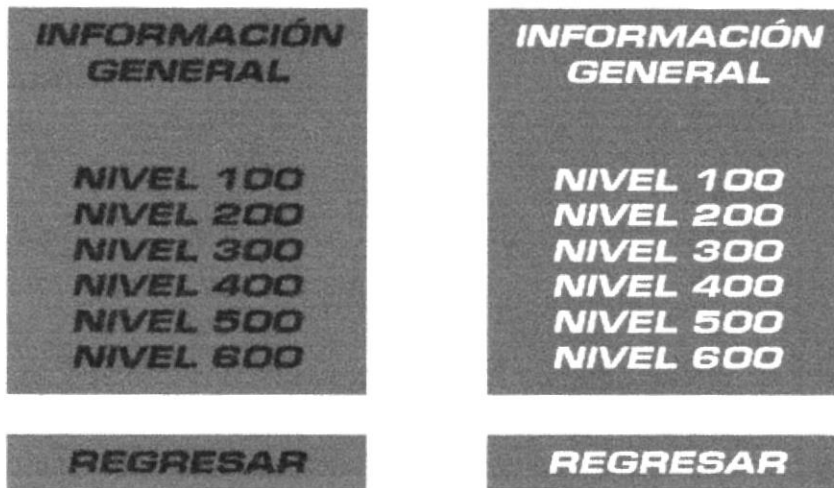 INFORMACIÓN
GENERAL
NIVEL 100
NIVEL 200
NIVEL 300
NIVEL 400
NIVEL 500
NIVEL 600
REGRESAR
INFORMACIÓN
GENERAL
NIVEL 100
NIVEL 200
NIVEL 300
NIVEL 400
NIVEL 500
NIVEL 600
REGRESAR